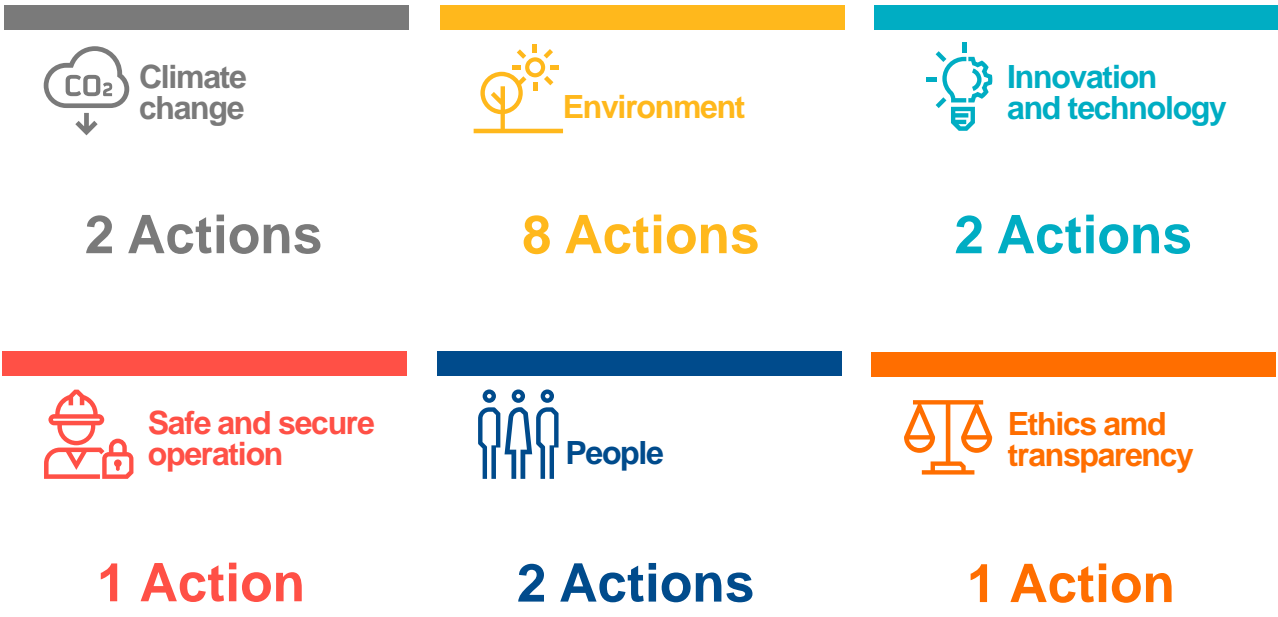 CO2
Climate
change
Environment
Innovation
and technology
2 Actions
8 Actions
2 Actions
Safe and secure
operation
People
Ethics amd
transparency
1 Action
2 Actions
1 Action